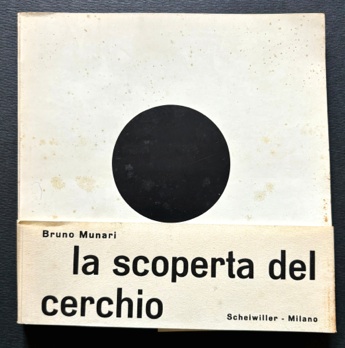 Bruno Munari
la scoperta del
cerchio
Scheiwiller - Milano